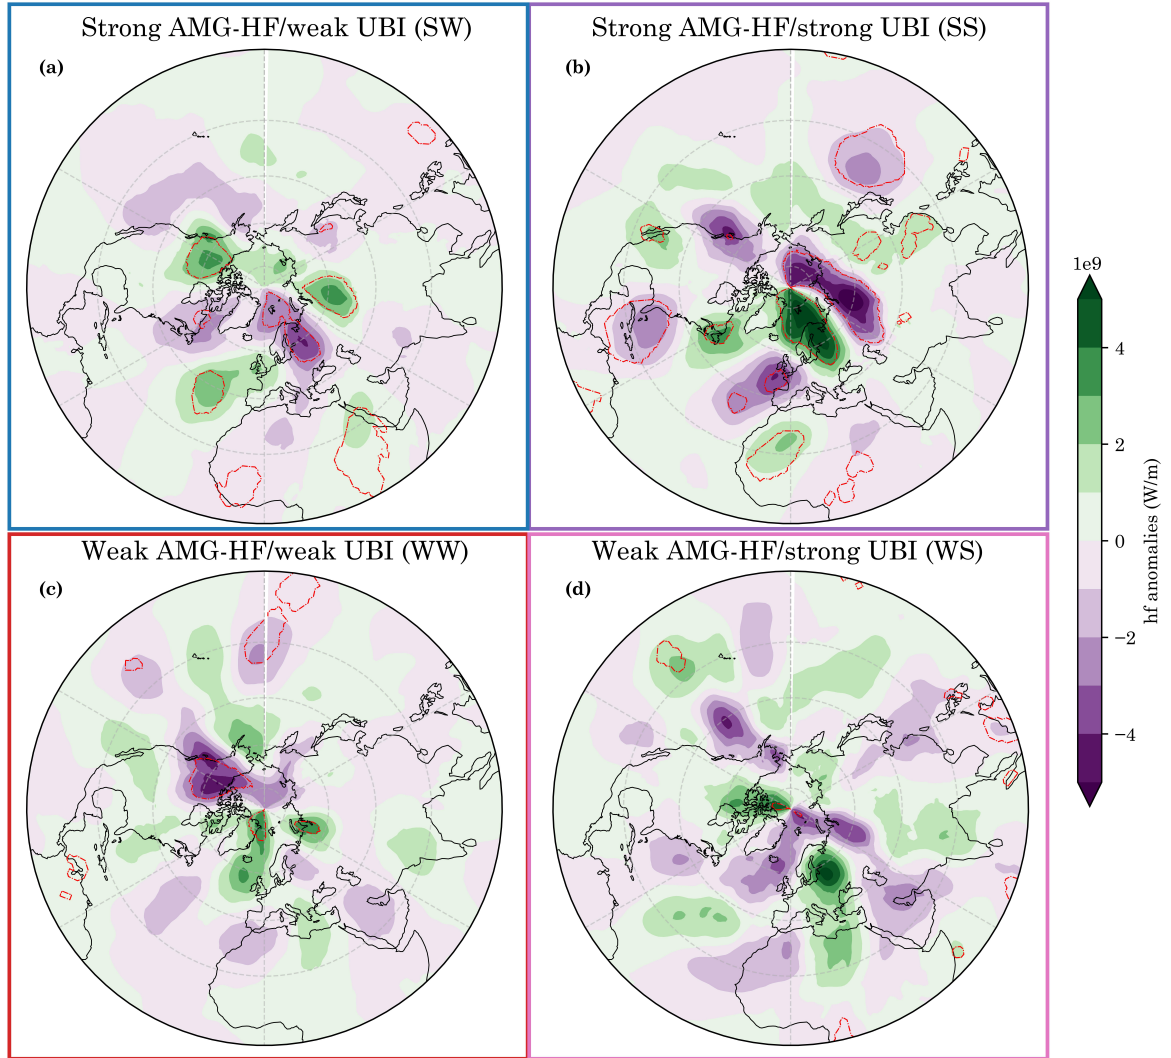 Strong AMG-HF/weak UBI (SW)
(a)
Strong AMG-HF/strong UBI (SS)
(b)
Weak AMG-HF/weak UBI (WW)
(c)
Weak AMG-HF/strong UBI (WS)
(d)
1e9
4
2
0
−2
−4
hf anomalies (W/m)